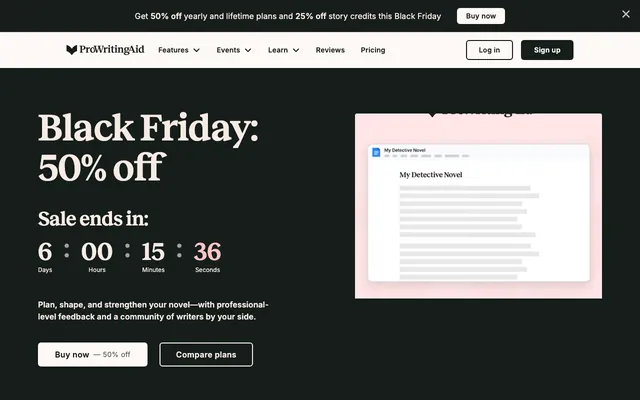 Get 50% off yearly and lifetime plans and 25% off story credits this Black Friday
Buy now
ProWritingAid
Features
Events
Learn
Reviews
Pricing
Log in
Sign up
Black Friday:
50% off
Sale ends in:
6 : 00 : 15 : 36
Days Hours Minutes Seconds
Plan, shape, and strengthen your novel—with professional-
level feedback and a community of writers by your side.
Buy now — 50% off
Compare plans
My Detective Novel
My Detective Novel